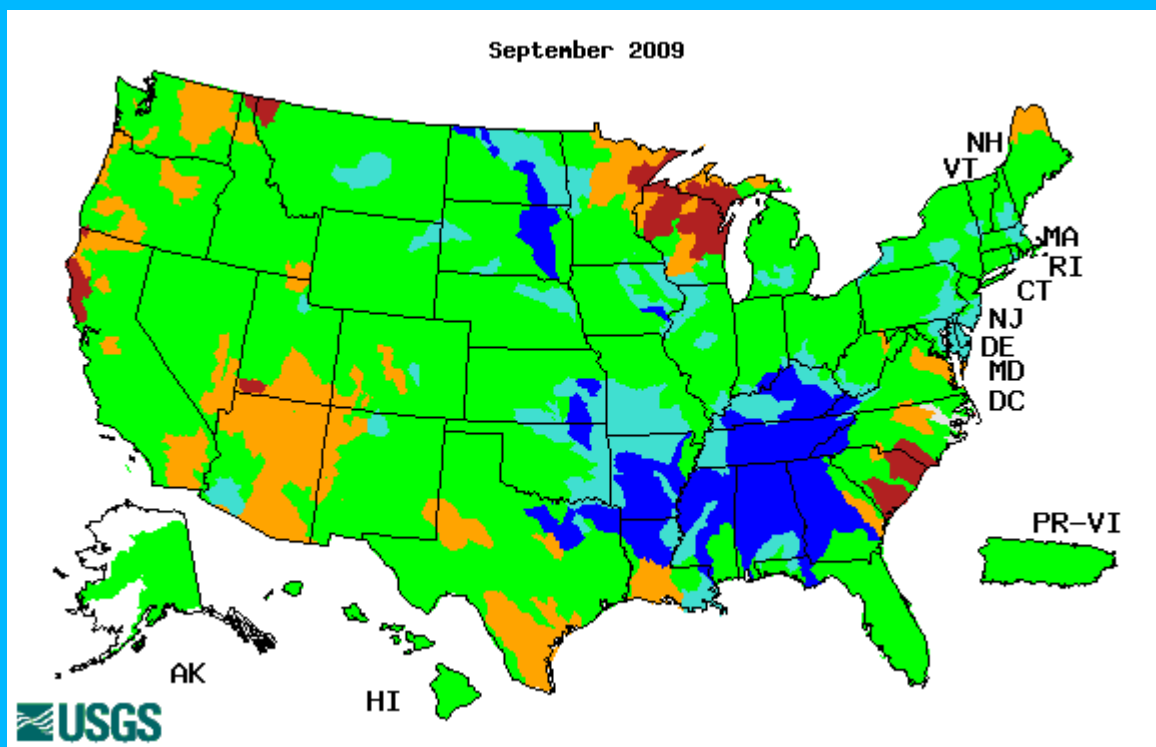 September 2009
NH
VT
MA
RI
CT
NJ
DE
MD
DC
PR-VI
AK
HI
USGS